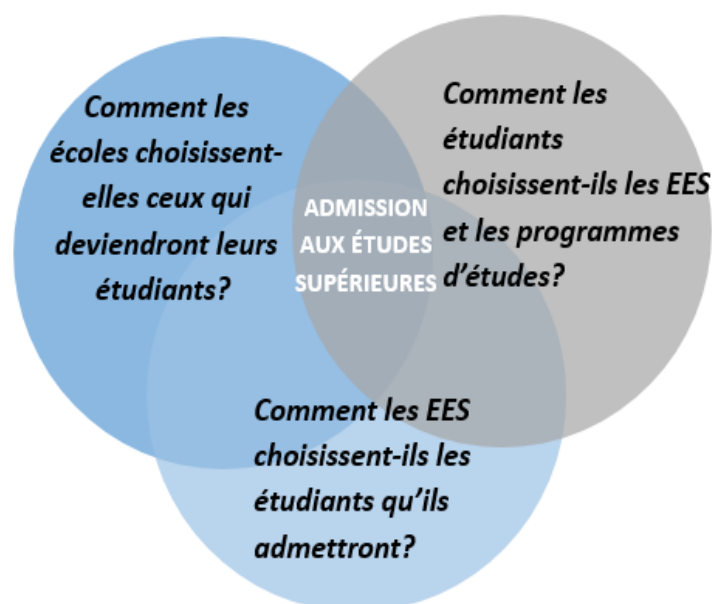 Comment les
écoles choisissent-
elles ceux qui
deviendront leurs
étudiants?
Comment les
étudiants
choisissent-ils les EES
et les programmes
d'études?
ADMISSION
AUX ÉTUDES
SUPÉRIEURES
Comment les EES
choisissent-ils les
étudiants qu'ils
admettront?